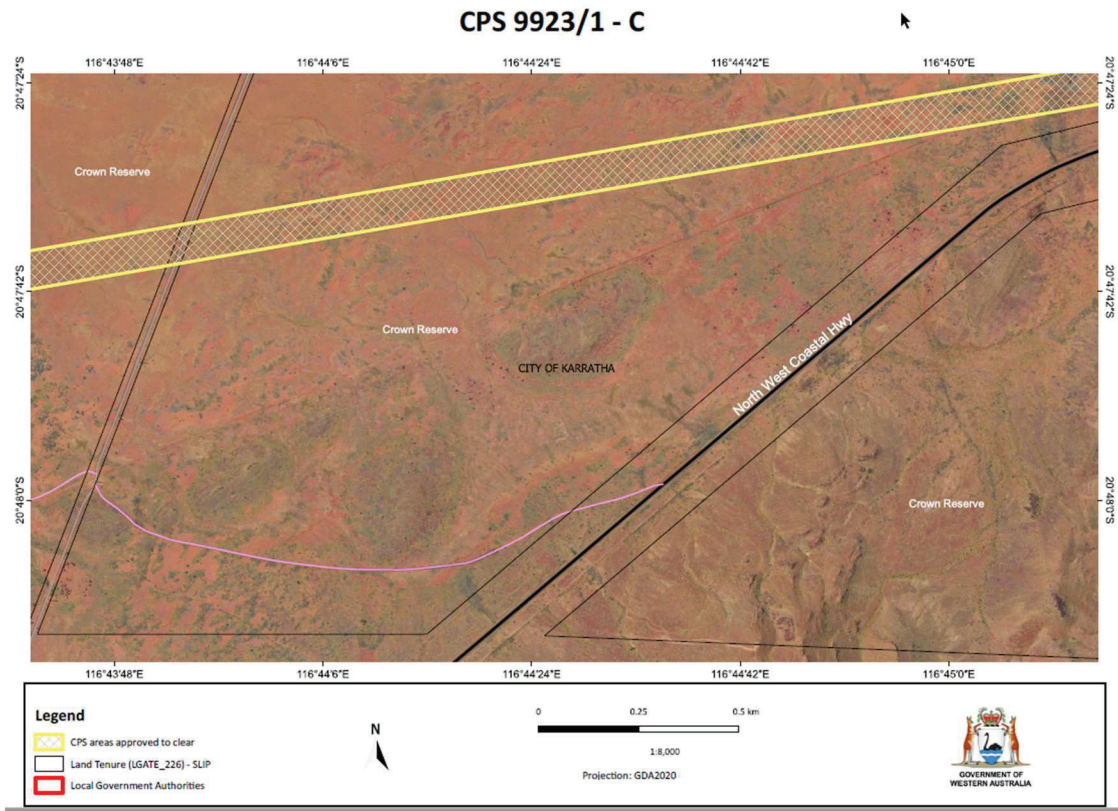 CPS 9923/1 - C
116°43'48"E
116°44'6"E
116°44'24"E
116°44'42"E
116°45'0"E
20°47'24"S
20°47'24"S
Crown Reserve
20°47'42"S
20°47'42"S
Crown Reserve
North West Coastal Hwy
CITY OF KARRATHA
20°48'0"S
20°48'0"S
Crown Reserve
116°43'48"E
116°44'6"E
116°44'24"E
116°44'42"E
116°45'0"E
Legend
CPS areas approved to clear
Land Tenure (LGATE_226) - SLIP
Local Government Authorities
N
0 0.25 0.5 km
1:8,000
Projection: GDA2020
GOVERNMENT OF
WESTERN AUSTRALIA